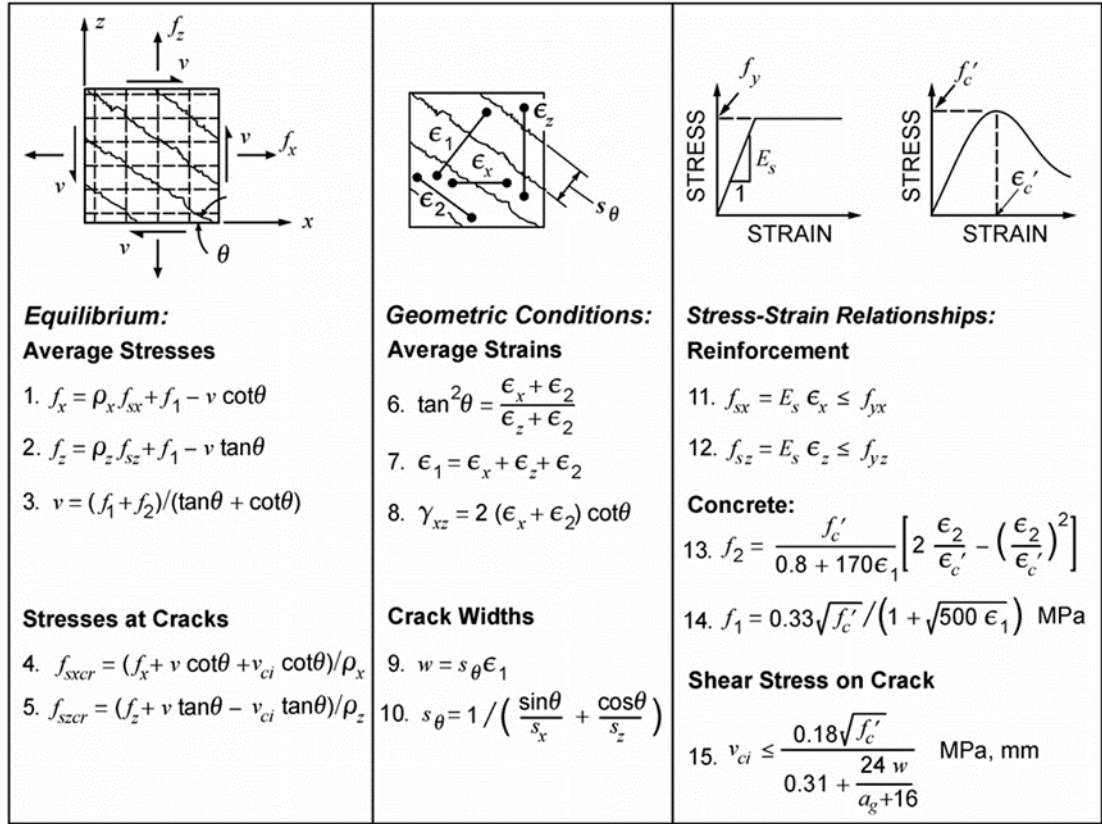 z
f_z
v
v
f_x
v
x
v
θ
Equilibrium:
Average Stresses
1. f_x = ρ_x f_sx + f_1 – v cotθ
2. f_z = ρ_z f_sz + f_1 – v tanθ
3. v = (f_1 + f_2)/(tanθ + cotθ)
Stresses at Cracks
4. f_sxcr = (f_x + v cotθ + v_ci cotθ)/ρ_x
5. f_szcr = (f_z + v tanθ – v_ci tanθ)/ρ_z
ϵ_1
ϵ_z
ϵ_x
ϵ_2
s_θ
Geometric Conditions:
Average Strains
6. tan²θ = (ϵ_x + ϵ_2)/(ϵ_z + ϵ_2)
7. ϵ_1 = ϵ_x + ϵ_z + ϵ_2
8. γ_xz = 2 (ϵ_x + ϵ_2) cotθ
Crack Widths
9. w = s_θ ϵ_1
10. s_θ = 1 / ( sinθ/s_x + cosθ/s_z )
f_y
STRESS
E_s
1
STRAIN
f_c′
STRESS
ϵ_c′
STRAIN
Stress-Strain Relationships:
Reinforcement
11. f_sx = E_s ϵ_x ≤ f_yx
12. f_sz = E_s ϵ_z ≤ f_yz
Concrete:
13. f_2 = f_c′/(0.8 + 170ϵ_1) [2 ϵ_2/ϵ_c′ – (ϵ_2/ϵ_c′)²]
14. f_1 = 0.33√f_c′ / (1 + √500 ϵ_1) MPa
Shear Stress on Crack
15. v_ci ≤ 0.18√f_c′ / (0.31 + 24 w/(a_g+16)) MPa, mm